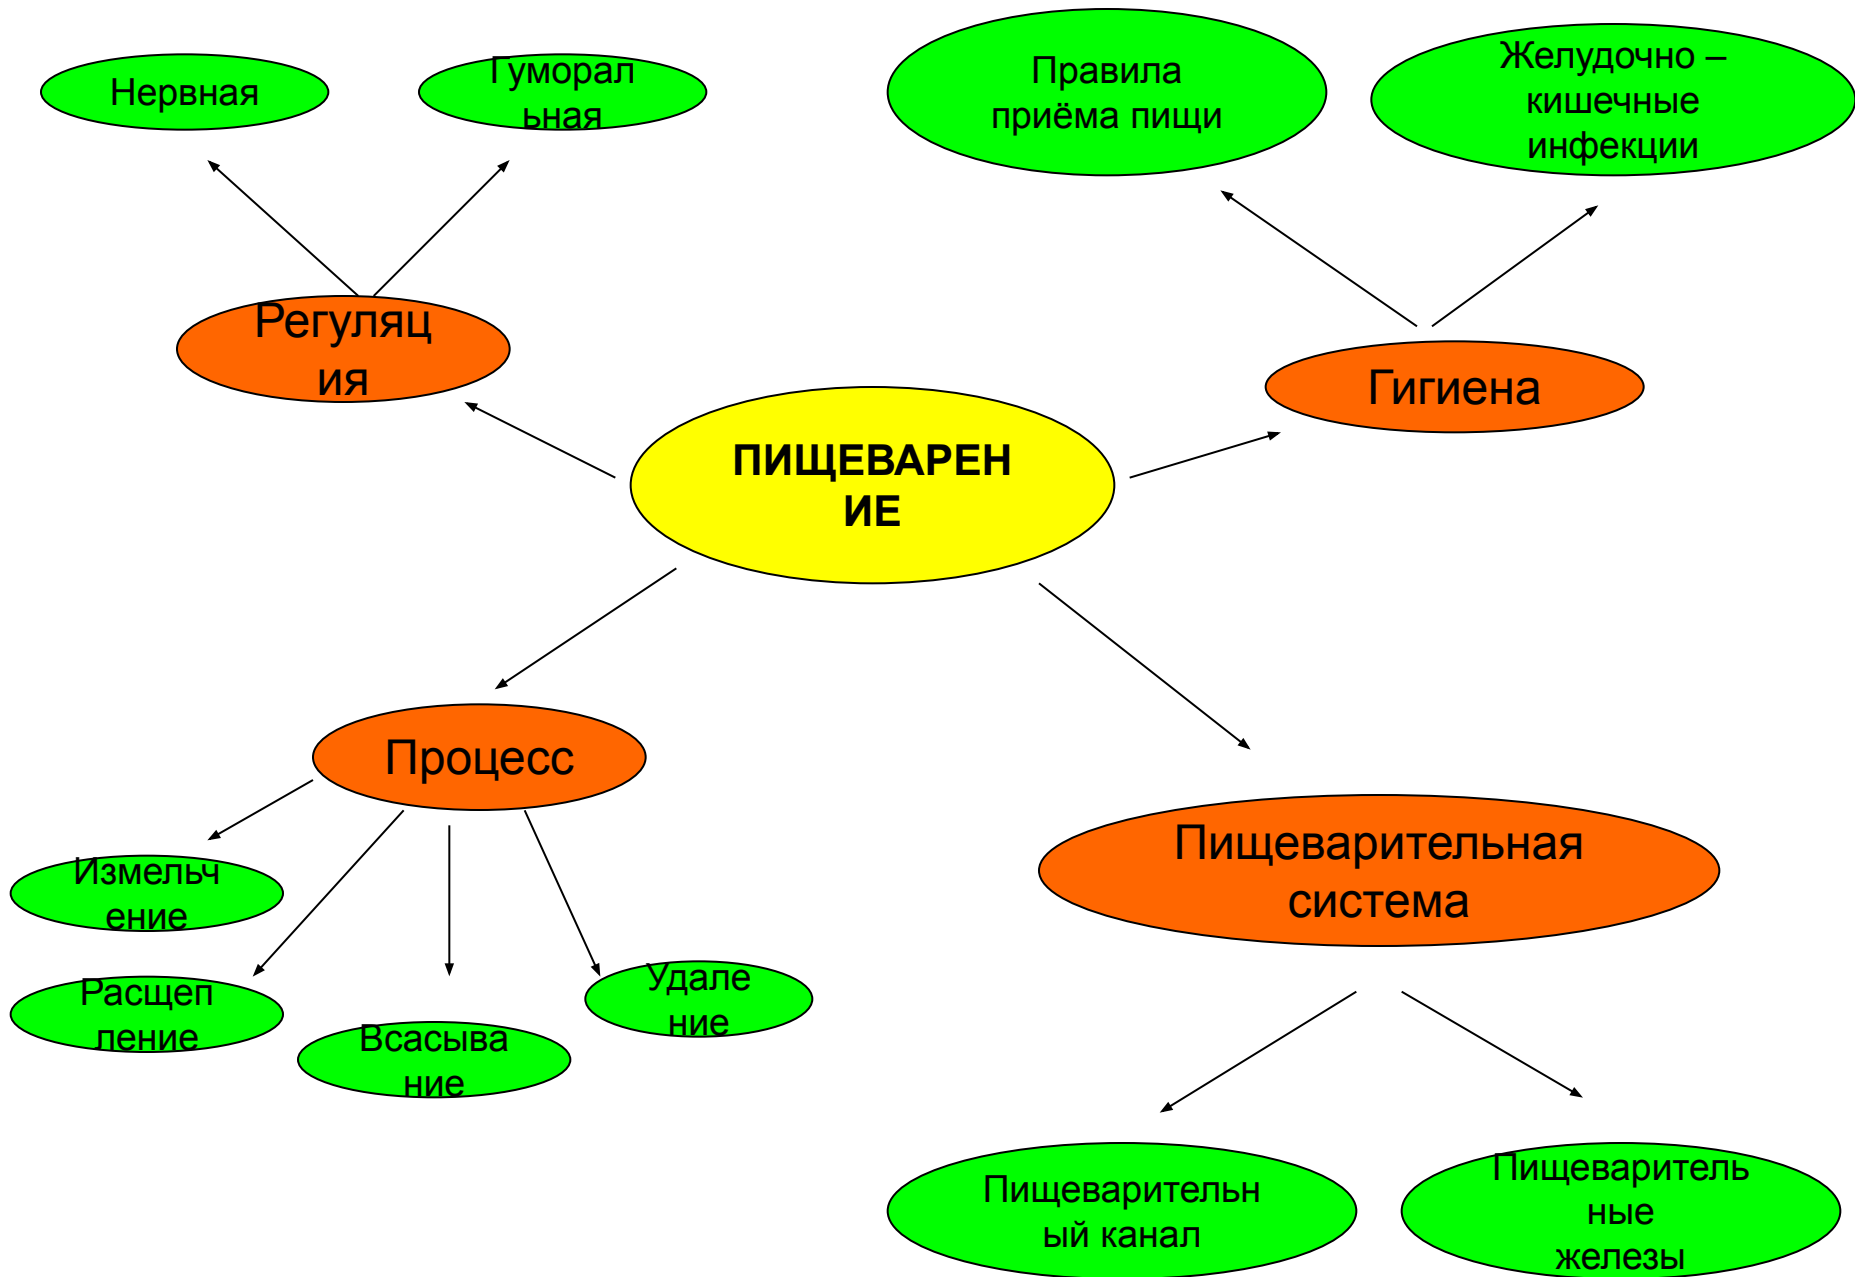 Нервная
Гуморал
ьная
Правила
приёма пищи
Желудочно –
кишечные
инфекции
Регуляц
ия
Гигиена
ПИЩЕВАРЕН
ИЕ
Процесс
Измельч
ение
Расщеп
ление
Всасыва
ние
Удале
ние
Пищеварительная
система
Пищеварительн
ый канал
Пищеваритель
ные
железы